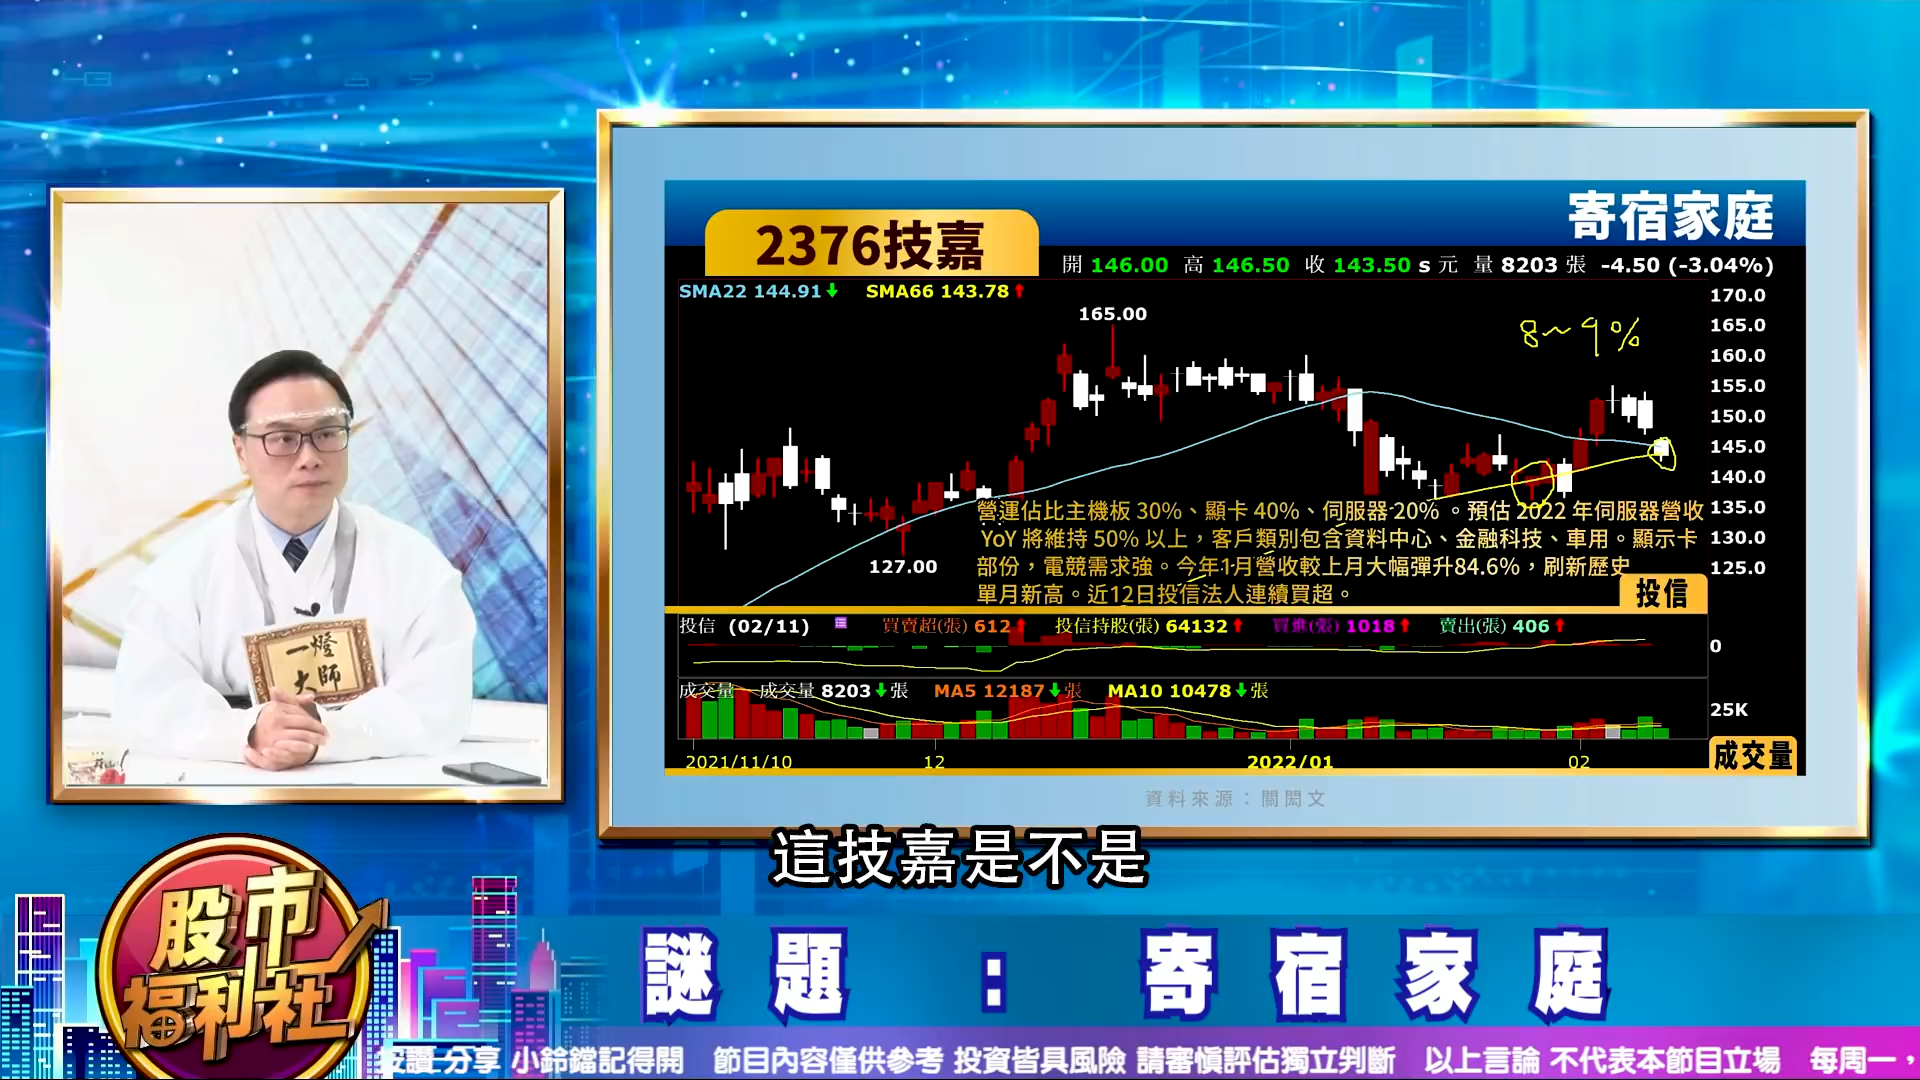 寄宿家庭
2376技嘉
開 146.00 高 146.50 收 143.50 s 元 量 8203 張 -4.50 (-3.04%)
SMA22 144.91 SMA66 143.78
170.0
165.0
160.0
155.0
150.0
145.0
140.0
135.0
130.0
125.0
165.00
8~9%
127.00
營運佔比主機板 30%、顯卡 40%、伺服器 20% 。預估 2022 年伺服器營收
YoY 將維持 50% 以上，客戶類別包含資料中心、金融科技、車用。顯示卡
部份，電競需求強。今年1月營收較上月大幅彈升84.6%，刷新歷史
單月新高。近12日投信法人連續買超。
投信
投信 (02/11) 買賣超(張) 612 投信持股(張) 64132 買進(張) 1018 賣出(張) 406
0
成交量 成交量 8203 張 MA5 12187 張 MA10 10478 張
25K
成交量
2021/11/10 12 2022/01 02
資料來源：關閎文
一燈
大師
這技嘉是不是
股市
福利社
謎題：寄宿家庭
按讚 分享 小鈴鐺記得開 節目內容僅供參考 投資皆具風險 請審慎評估獨立判斷 以上言論 不代表本節目立場 每周一，